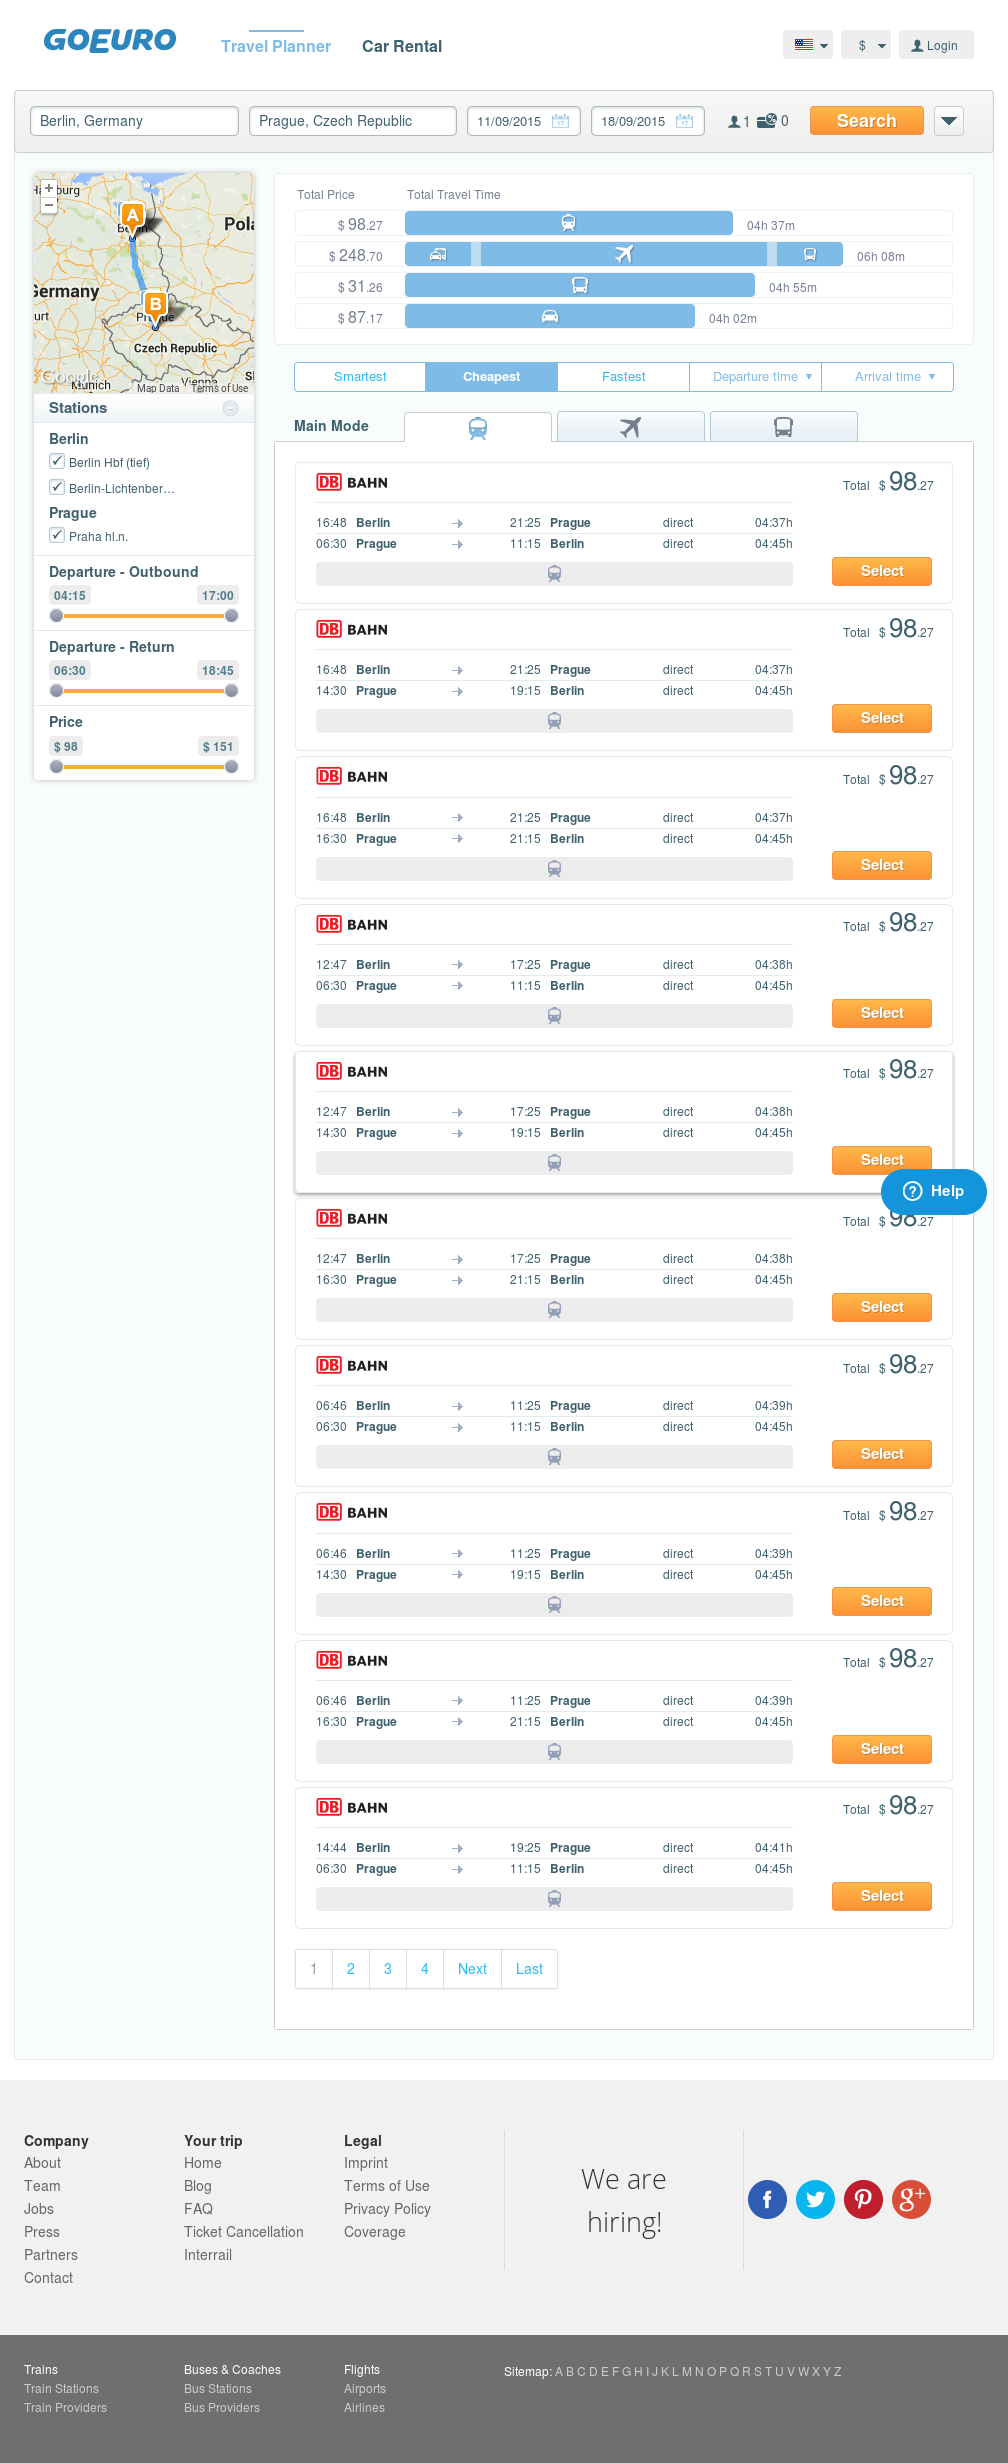 GOEURO
Travel Planner Car Rental
$ Login
Berlin, Germany Prague, Czech Republic 11/09/2015 18/09/2015 1 0 Search
Total Price Total Travel Time
$ 98.27 04h 37m
$ 248.70 06h 08m
$ 31.26 04h 55m
$ 87.17 04h 02m
Germany
Czech Republic
A
B
Google
Map Data Terms of Use
Stations
Berlin
Berlin Hbf (tief)
Berlin-Lichtenber…
Prague
Praha hl.n.
Departure - Outbound
04:15 17:00
Departure - Return
06:30 18:45
Price
$ 98 $ 151
Smartest Cheapest Fastest Departure time Arrival time
Main Mode
DB BAHN Total $ 98.27
16:48 Berlin 21:25 Prague direct 04:37h
06:30 Prague 11:15 Berlin direct 04:45h
Select
DB BAHN Total $ 98.27
16:48 Berlin 21:25 Prague direct 04:37h
14:30 Prague 19:15 Berlin direct 04:45h
Select
DB BAHN Total $ 98.27
16:48 Berlin 21:25 Prague direct 04:37h
16:30 Prague 21:15 Berlin direct 04:45h
Select
DB BAHN Total $ 98.27
12:47 Berlin 17:25 Prague direct 04:38h
06:30 Prague 11:15 Berlin direct 04:45h
Select
DB BAHN Total $ 98.27
12:47 Berlin 17:25 Prague direct 04:38h
14:30 Prague 19:15 Berlin direct 04:45h
Select
Help
DB BAHN Total $ 98.27
12:47 Berlin 17:25 Prague direct 04:38h
16:30 Prague 21:15 Berlin direct 04:45h
Select
DB BAHN Total $ 98.27
06:46 Berlin 11:25 Prague direct 04:39h
06:30 Prague 11:15 Berlin direct 04:45h
Select
DB BAHN Total $ 98.27
06:46 Berlin 11:25 Prague direct 04:39h
14:30 Prague 19:15 Berlin direct 04:45h
Select
DB BAHN Total $ 98.27
06:46 Berlin 11:25 Prague direct 04:39h
16:30 Prague 21:15 Berlin direct 04:45h
Select
DB BAHN Total $ 98.27
14:44 Berlin 19:25 Prague direct 04:41h
06:30 Prague 11:15 Berlin direct 04:45h
Select
1 2 3 4 Next Last
Company
About
Team
Jobs
Press
Partners
Contact
Your trip
Home
Blog
FAQ
Ticket Cancellation
Interrail
Legal
Imprint
Terms of Use
Privacy Policy
Coverage
We are
hiring!
Trains
Train Stations
Train Providers
Buses & Coaches
Bus Stations
Bus Providers
Flights
Airports
Airlines
Sitemap: A B C D E F G H I J K L M N O P Q R S T U V W X Y Z